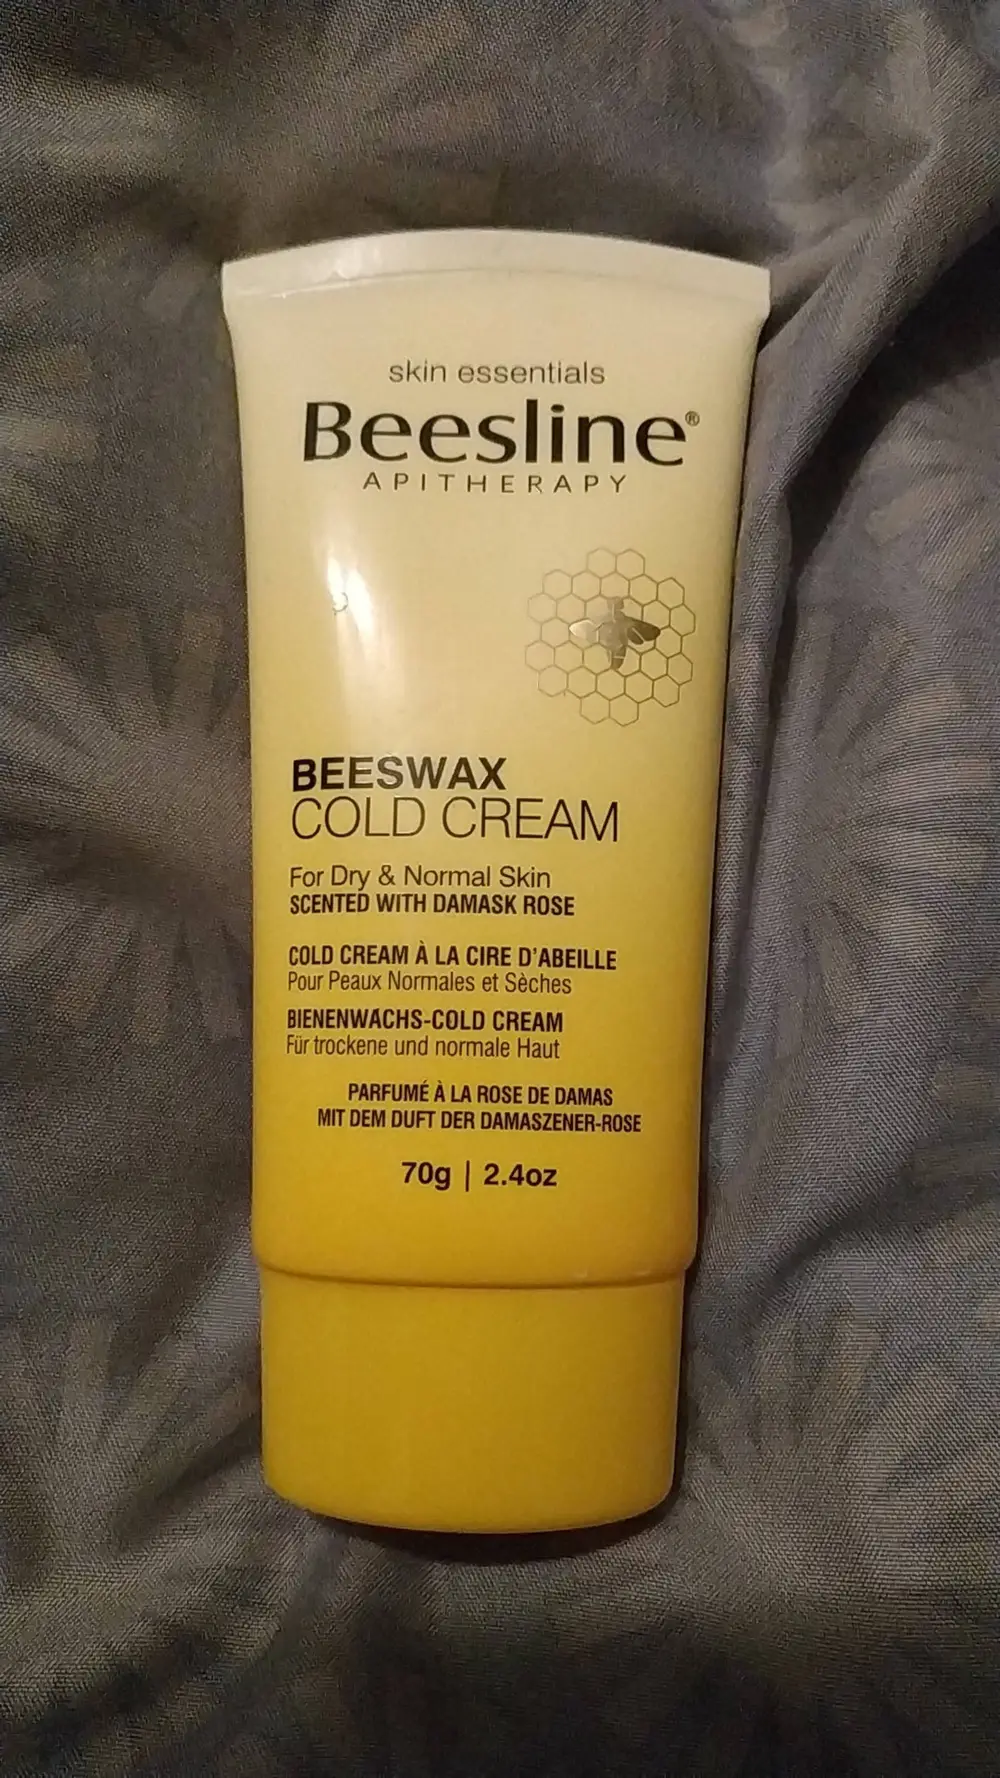 skin essentials
Beesline®
APITHERAPY
BEESWAX
COLD CREAM
For Dry & Normal Skin
SCENTED WITH DAMASK ROSE
COLD CREAM À LA CIRE D'ABEILLE
Pour Peaux Normales et Sèches
BIENENWACHS-COLD CREAM
Für trockene und normale Haut
PARFUMÉ À LA ROSE DE DAMAS
MIT DEM DUFT DER DAMASZENER-ROSE
70g | 2.4oz